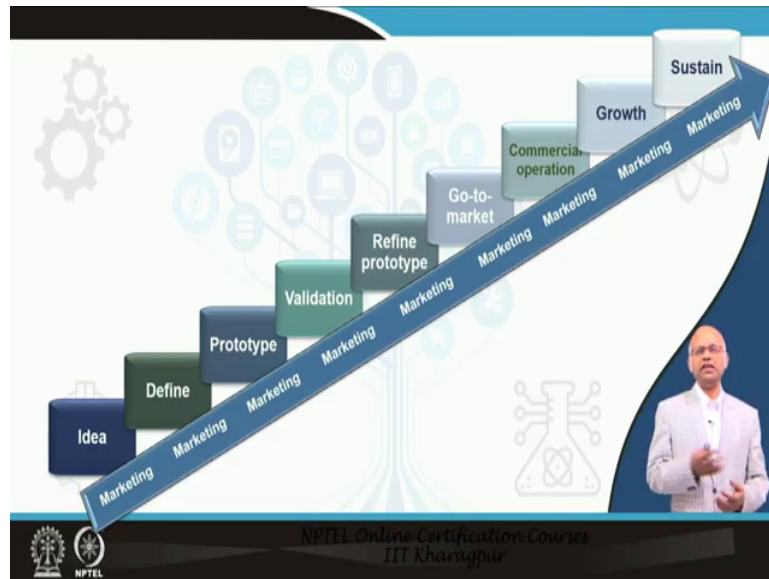 Sustain
Growth
Commercial
operation
Go-to-
market
Refine
prototype
Validation
Prototype
Define
Idea
Marketing
Marketing
Marketing
Marketing
Marketing
Marketing
Marketing
Marketing
Marketing
NPTEL Online Certification Courses
IIT Kharagpur
NPTEL